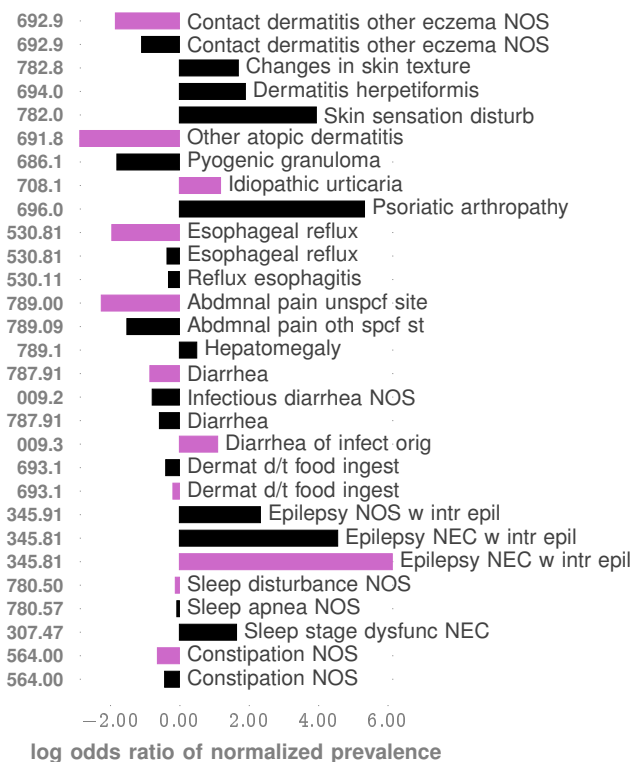 692.9 Contact dermatitis other eczema NOS
692.9 Contact dermatitis other eczema NOS
782.8 Changes in skin texture
694.0 Dermatitis herpetiformis
782.0 Skin sensation disturb
691.8 Other atopic dermatitis
686.1 Pyogenic granuloma
708.1 Idiopathic urticaria
696.0 Psoriatic arthropathy
530.81 Esophageal reflux
530.81 Esophageal reflux
530.11 Reflux esophagitis
789.00 Abdmnal pain unspcf site
789.09 Abdmnal pain oth spcf st
789.1 Hepatomegaly
787.91 Diarrhea
009.2 Infectious diarrhea NOS
787.91 Diarrhea
009.3 Diarrhea of infect orig
693.1 Dermat d/t food ingest
693.1 Dermat d/t food ingest
345.91 Epilepsy NOS w intr epil
345.81 Epilepsy NEC w intr epil
345.81 Epilepsy NEC w intr epil
780.50 Sleep disturbance NOS
780.57 Sleep apnea NOS
307.47 Sleep stage dysfunc NEC
564.00 Constipation NOS
564.00 Constipation NOS
−2.00 0.00 2.00 4.00 6.00
log odds ratio of normalized prevalence